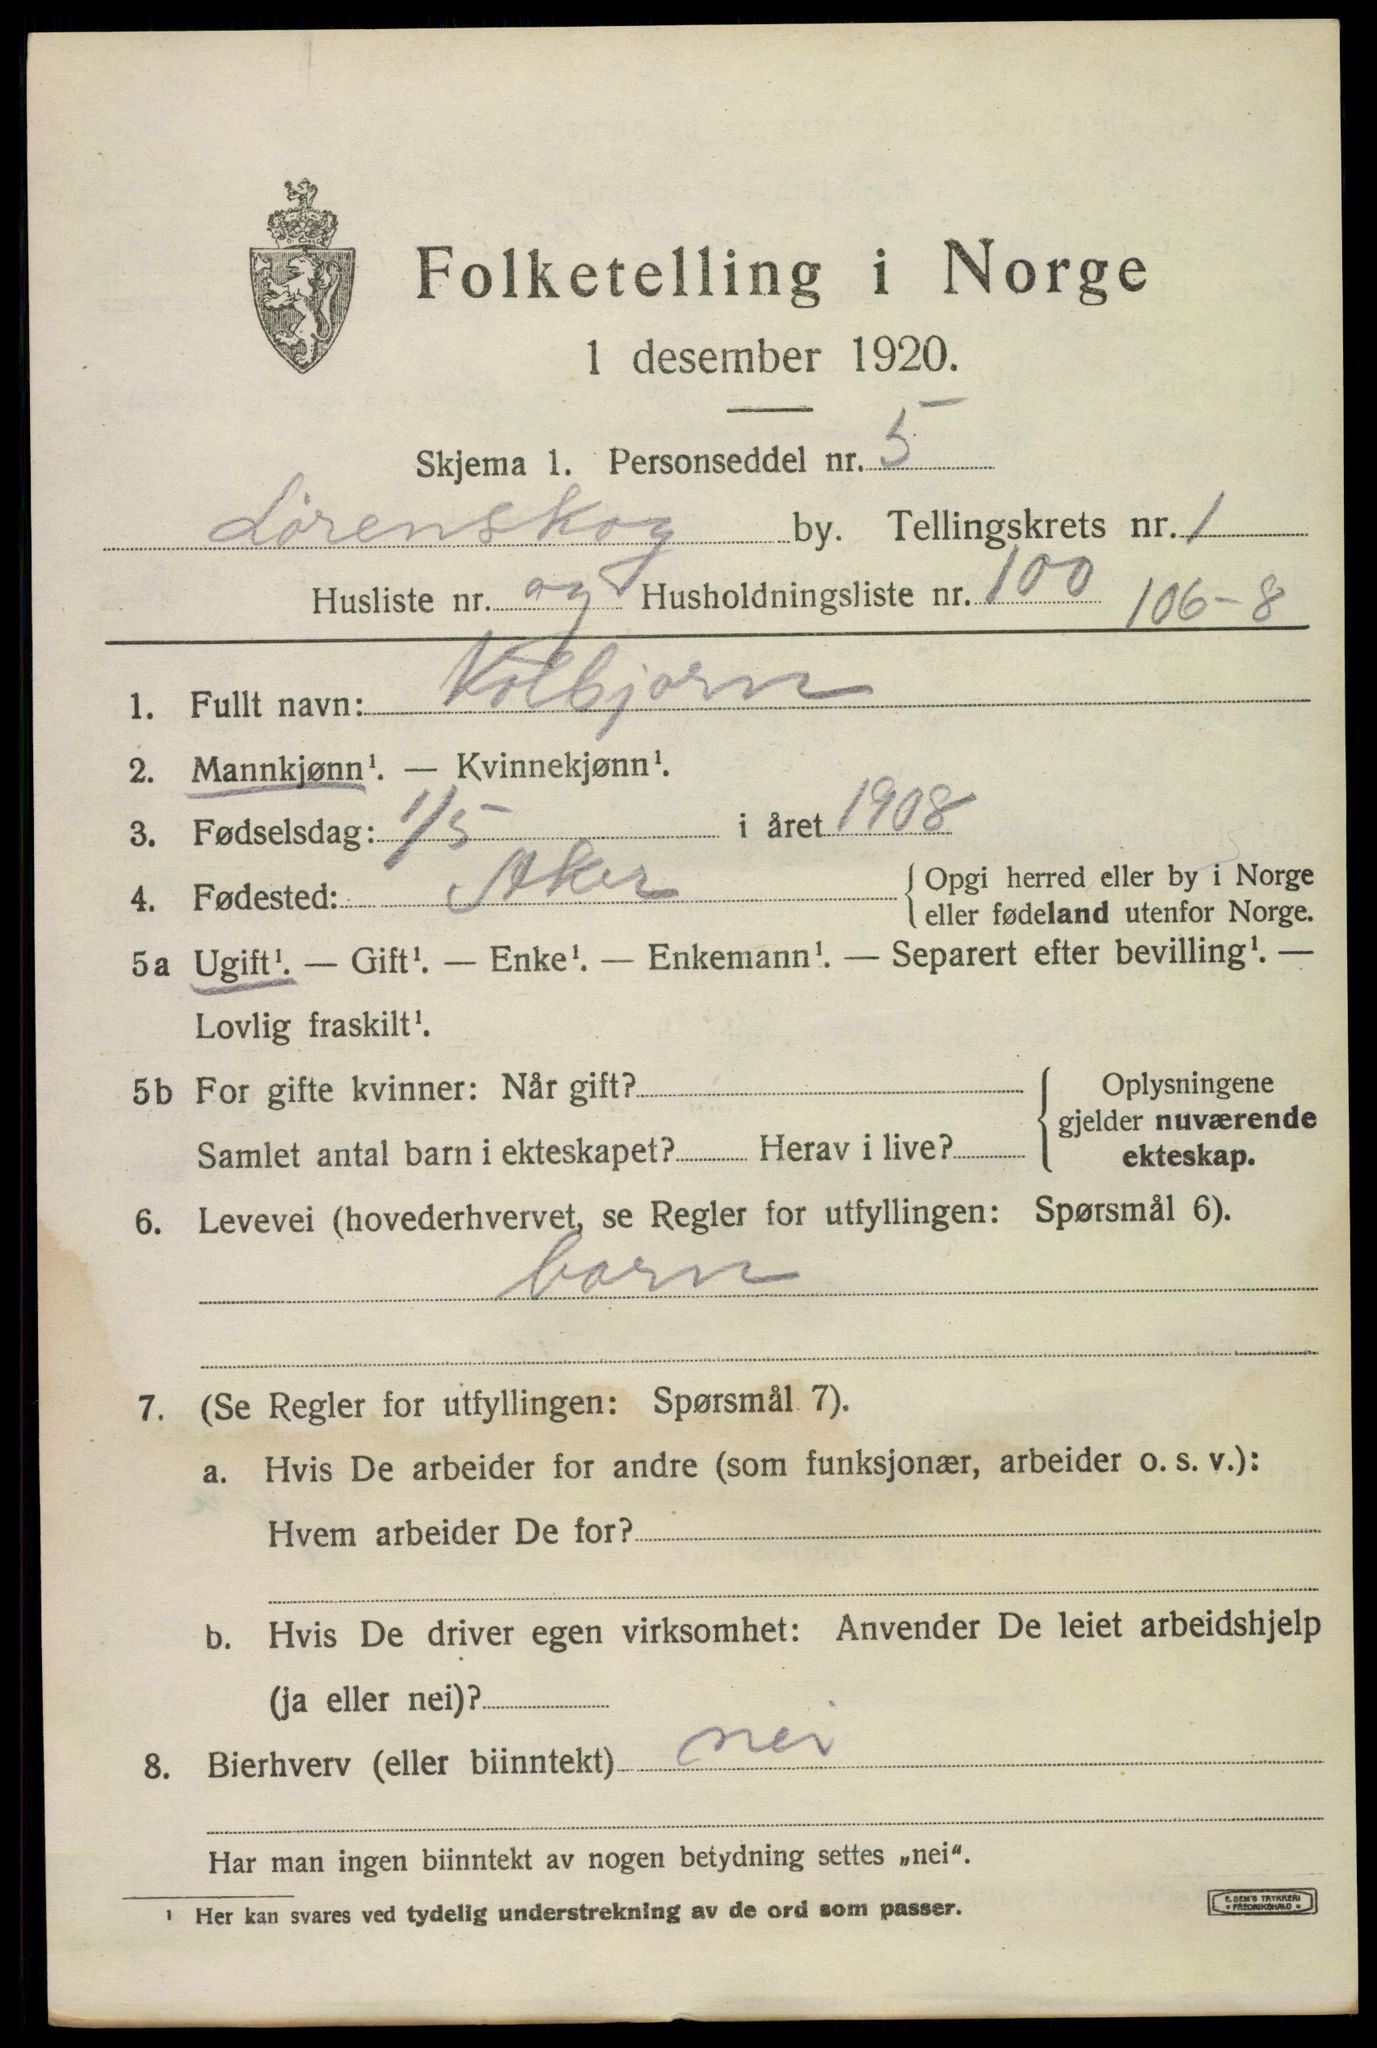 Folketelling i Norge
1 desember 1920.
Skjema 1. Personseddel nr. 5
Lørenskog by. Tellingskrets nr. 1
Husliste nr. og Husholdningsliste nr. 100 106-8
1. Fullt navn: Kolbjørn
2. Mannkjønn¹. — Kvinnekjønn¹.
3. Fødselsdag: 1/5 i året 1908
4. Fødested: Aker { Opgi herred eller by i Norge
eller fødeland utenfor Norge.
5a Ugift¹. — Gift¹. — Enke¹. — Enkemann¹. — Separert efter bevilling¹. —
Lovlig fraskilt¹.
5b For gifte kvinner: Når gift? { Oplysningene
gjelder nuværende
Samlet antal barn i ekteskapet? Herav i live? ekteskap.
6. Levevei (hovederhvervet, se Regler for utfyllingen: Spørsmål 6).
barn
7. (Se Regler for utfyllingen: Spørsmål 7).
a. Hvis De arbeider for andre (som funksjonær, arbeider o. s. v.):
Hvem arbeider De for?
b. Hvis De driver egen virksomhet: Anvender De leiet arbeidshjelp
(ja eller nei)?
8. Bierhverv (eller biinntekt) nei
Har man ingen biinntekt av nogen betydning settes „nei“.
¹ Her kan svares ved tydelig understrekning av de ord som passer.
E. SEM'S TRYKKERI
FREDRIKSHALD